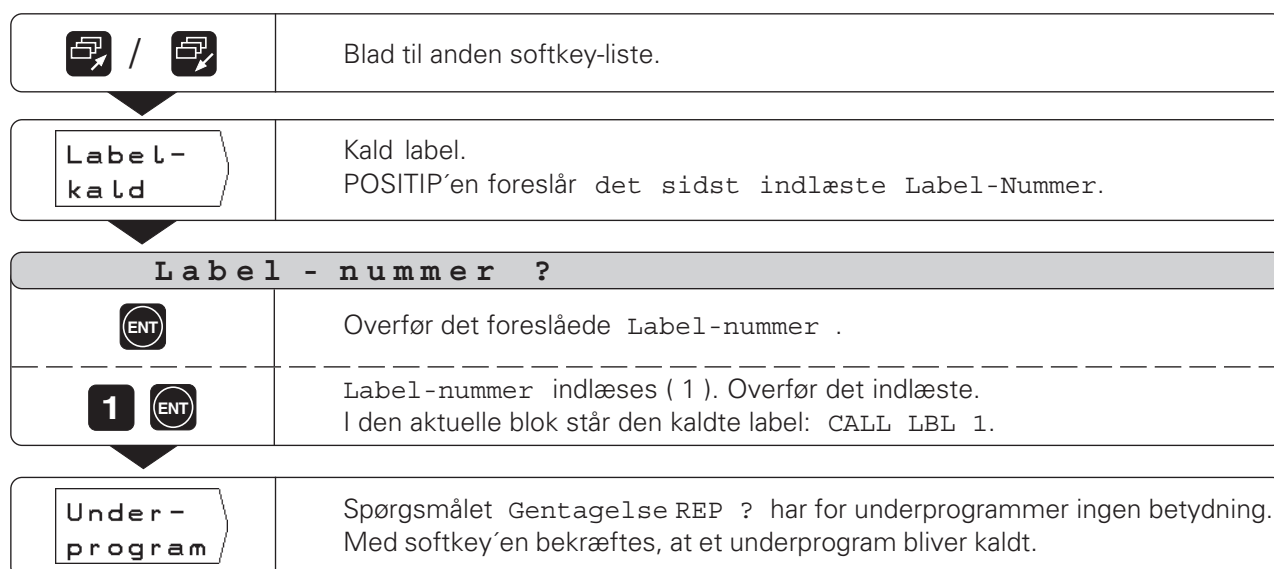 /
Blad til anden softkey-liste.
Label-
kald
Kald label.
POSITIP´en foreslår det sidst indlæste Label-Nummer.
Label-nummer ?
ENT
Overfør det foreslåede Label-nummer .
1 ENT
Label-nummer indlæses ( 1 ). Overfør det indlæste.
I den aktuelle blok står den kaldte label: CALL LBL 1.
Under-
program
Spørgsmålet Gentagelse REP ? har for underprogrammer ingen betydning.
Med softkey´en bekræftes, at et underprogram bliver kaldt.